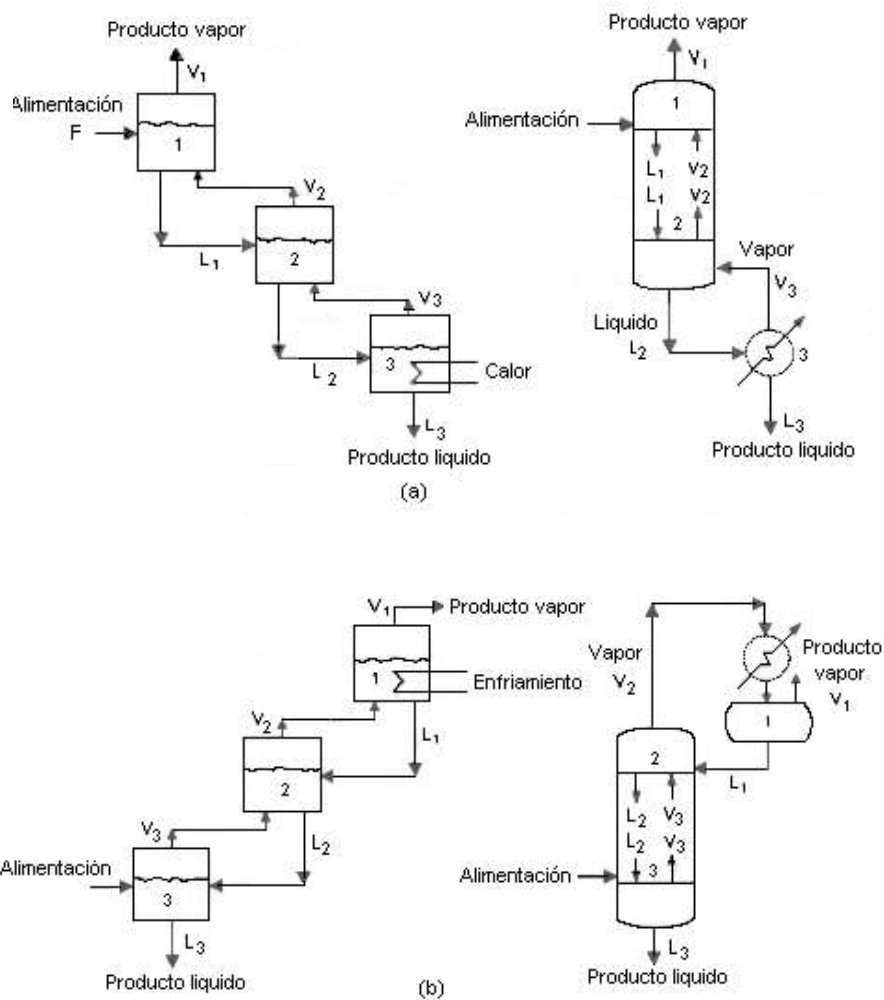 Producto vapor
V1
Alimentación
F
1
V2
L1
2
V3
L2
3
Calor
L3
Producto liquido
Producto vapor
V1
1
Alimentación
L1 V2
L1 V2
2
Vapor
V3
Liquido
L2
3
L3
Producto liquido
(a)
V1
Producto vapor
1
Enfriamiento
V2
L1
2
V3
L2
Alimentación
3
L3
Producto liquido
Vapor
V2
Producto
vapor
V1
1
2
L1
L2 V3
L2 V3
Alimentación
3
L3
Producto liquido
(b)